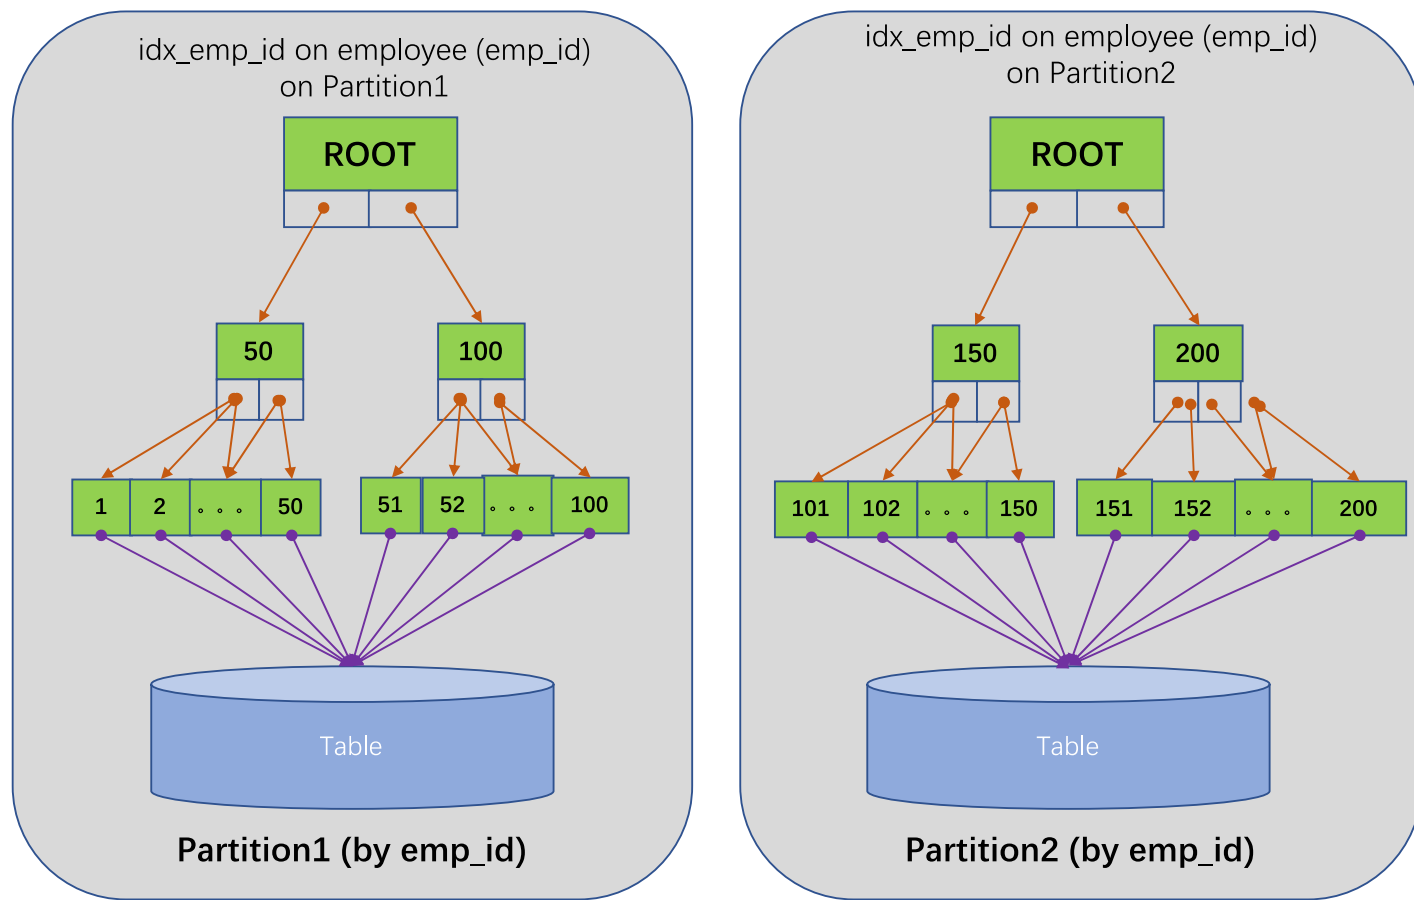 idx_emp_id on employee (emp_id)
on Partition1
ROOT
50
100
1 2 。。。 50
51 52 。。。 100
Table
Partition1 (by emp_id)
idx_emp_id on employee (emp_id)
on Partition2
ROOT
150
200
101 102 。。。 150
151 152 。。。 200
Table
Partition2 (by emp_id)